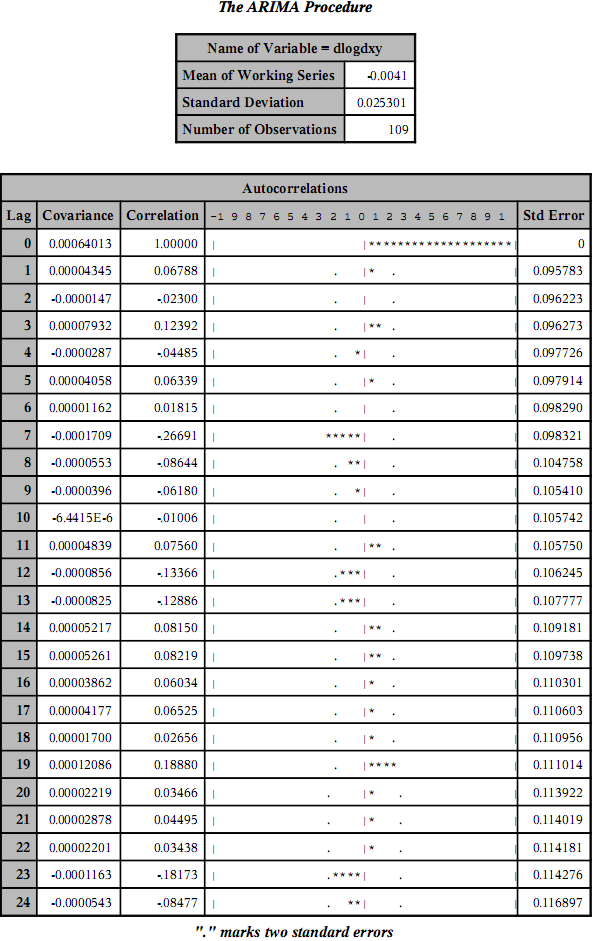 The ARIMA Procedure
Name of Variable = dlogdxy
Mean of Working Series -0.0041
Standard Deviation 0.025301
Number of Observations 109
Autocorrelations
Lag Covariance Correlation -1 9 8 7 6 5 4 3 2 1 0 1 2 3 4 5 6 7 8 9 1 Std Error
0 0.00064013 1.00000 | |********************| 0
1 0.00004345 0.06788 | . |* . | 0.095783
2 -0.0000147 -.02300 | . | . | 0.096223
3 0.00007932 0.12392 | . |** . | 0.096273
4 -0.0000287 -.04485 | . *| . | 0.097726
5 0.00004058 0.06339 | . |* . | 0.097914
6 0.00001162 0.01815 | . | . | 0.098290
7 -0.0001709 -.26691 | *****| . | 0.098321
8 -0.0000553 -.08644 | . **| . | 0.104758
9 -0.0000396 -.06180 | . *| . | 0.105410
10 -6.4415E-6 -.01006 | . | . | 0.105742
11 0.00004839 0.07560 | . |** . | 0.105750
12 -0.0000856 -.13366 | .***| . | 0.106245
13 -0.0000825 -.12886 | .***| . | 0.107777
14 0.00005217 0.08150 | . |** . | 0.109181
15 0.00005261 0.08219 | . |** . | 0.109738
16 0.00003862 0.06034 | . |* . | 0.110301
17 0.00004177 0.06525 | . |* . | 0.110603
18 0.00001700 0.02656 | . |* . | 0.110956
19 0.00012086 0.18880 | . |**** | 0.111014
20 0.00002219 0.03466 | . |* . | 0.113922
21 0.00002878 0.04495 | . |* . | 0.114019
22 0.00002201 0.03438 | . |* . | 0.114181
23 -0.0001163 -.18173 | .****| . | 0.114276
24 -0.0000543 -.08477 | . **| . | 0.116897
"." marks two standard errors